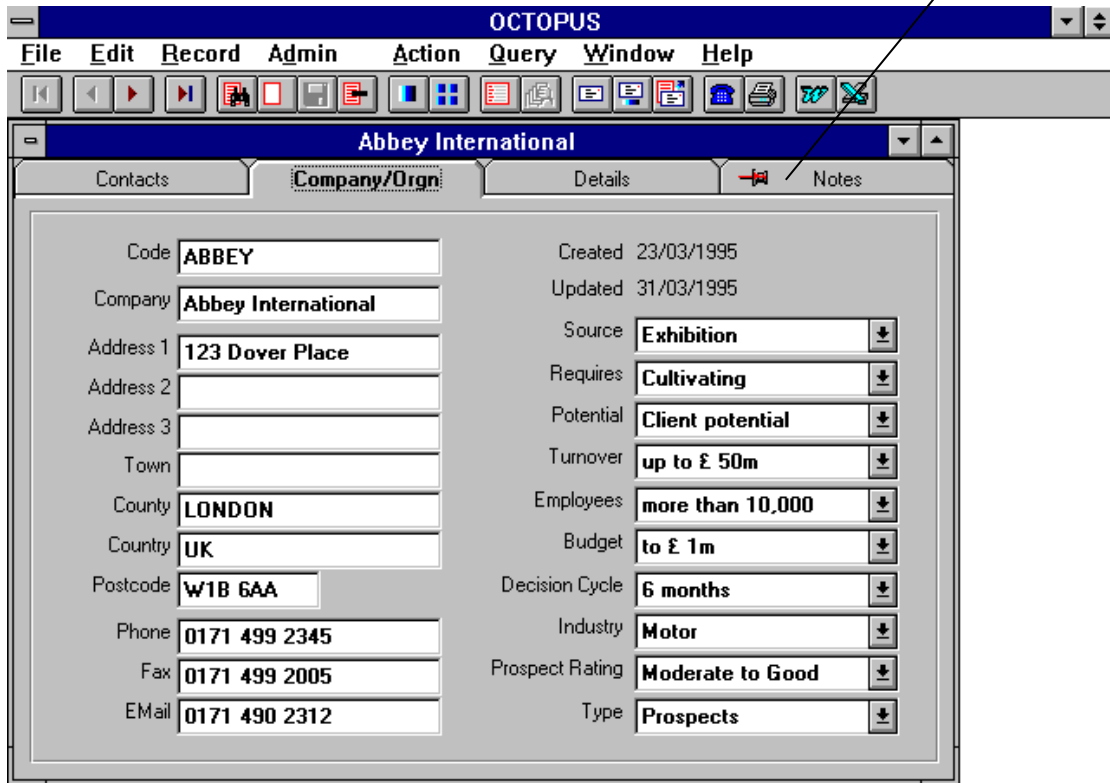 OCTOPUS
File Edit Record Admin Action Query Window Help
Abbey International
Contacts Company/Orgn Details Notes
Code ABBEY
Company Abbey International
Address 1 123 Dover Place
Address 2
Address 3
Town
County LONDON
Country UK
Postcode W1B 6AA
Phone 0171 499 2345
Fax 0171 499 2005
EMail 0171 490 2312
Created 23/03/1995
Updated 31/03/1995
Source Exhibition
Requires Cultivating
Potential Client potential
Turnover up to £ 50m
Employees more than 10,000
Budget to £ 1m
Decision Cycle 6 months
Industry Motor
Prospect Rating Moderate to Good
Type Prospects